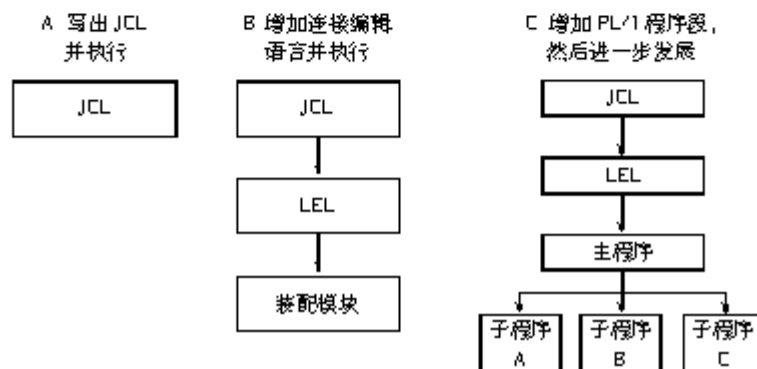 A 写出 JCL
并执行
JCL
B 增加连接编辑
语言并执行
JCL
LEL
装配模块
C 增加 PL/1 程序段,
然后进一步发展
JCL
LEL
主程序
子程序
A
子程序
B
子程序
C